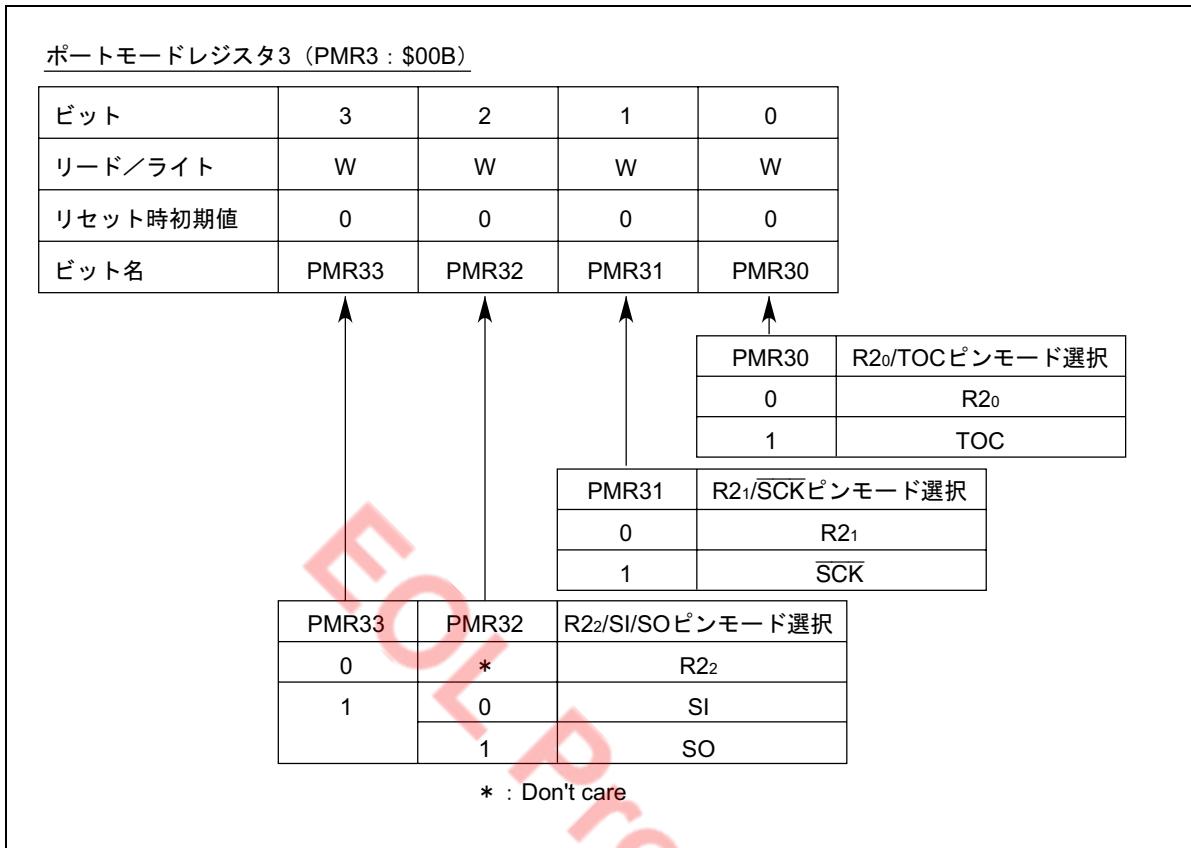 ポートモードレジスタ3（PMR3：$00B）
ビット 3 2 1 0
リード／ライト W W W W
リセット時初期値 0 0 0 0
ビット名 PMR33 PMR32 PMR31 PMR30
PMR30 R20/TOCピンモード選択
0 R20
1 TOC
PMR31 R21/S̅C̅K̅ピンモード選択
0 R21
1 S̅C̅K̅
PMR33 PMR32 R22/SI/SOピンモード選択
0 * R22
1 0 SI
1 SO
*：Don't care
EOL Pro